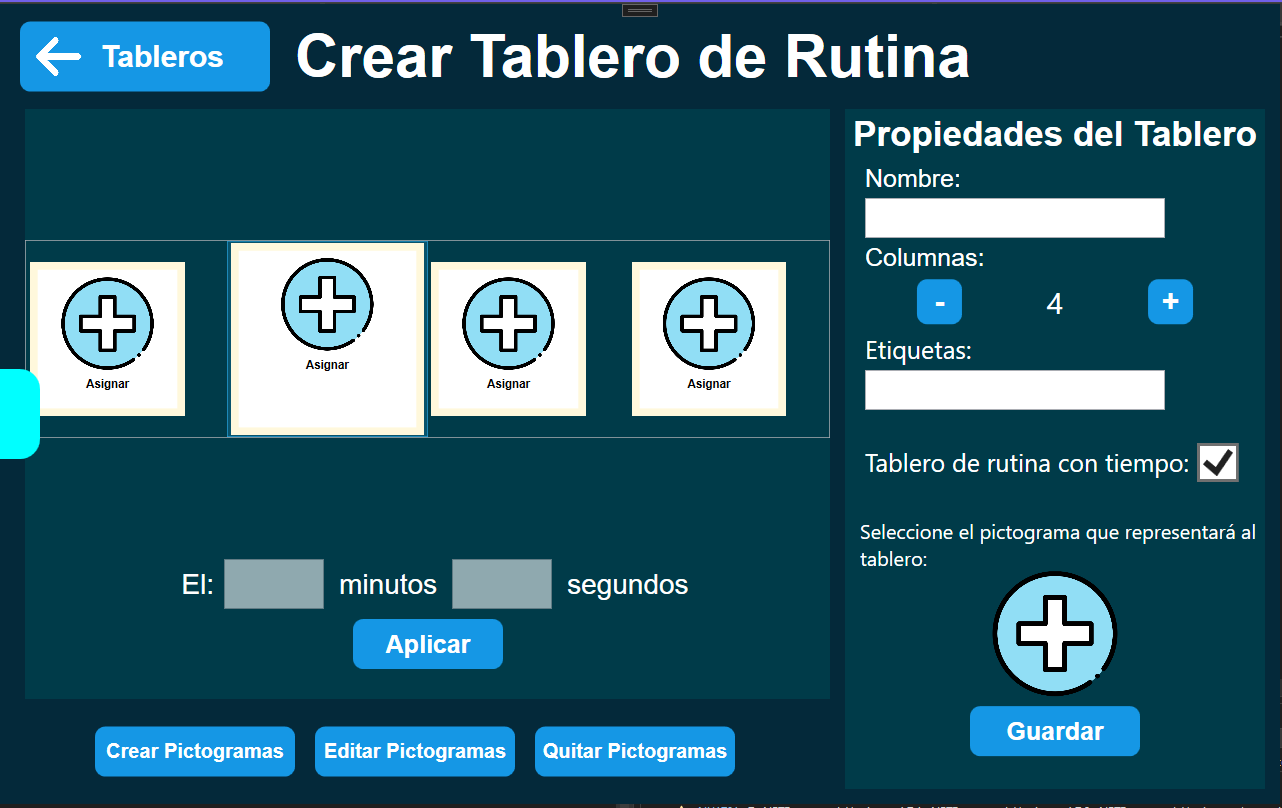 Tableros
Crear Tablero de Rutina
Asignar
Asignar
Asignar
Asignar
El: minutos segundos
Aplicar
Crear Pictogramas
Editar Pictogramas
Quitar Pictogramas
Propiedades del Tablero
Nombre:
Columnas:
- 4 +
Etiquetas:
Tablero de rutina con tiempo:
Seleccione el pictograma que representará al
tablero:
Guardar